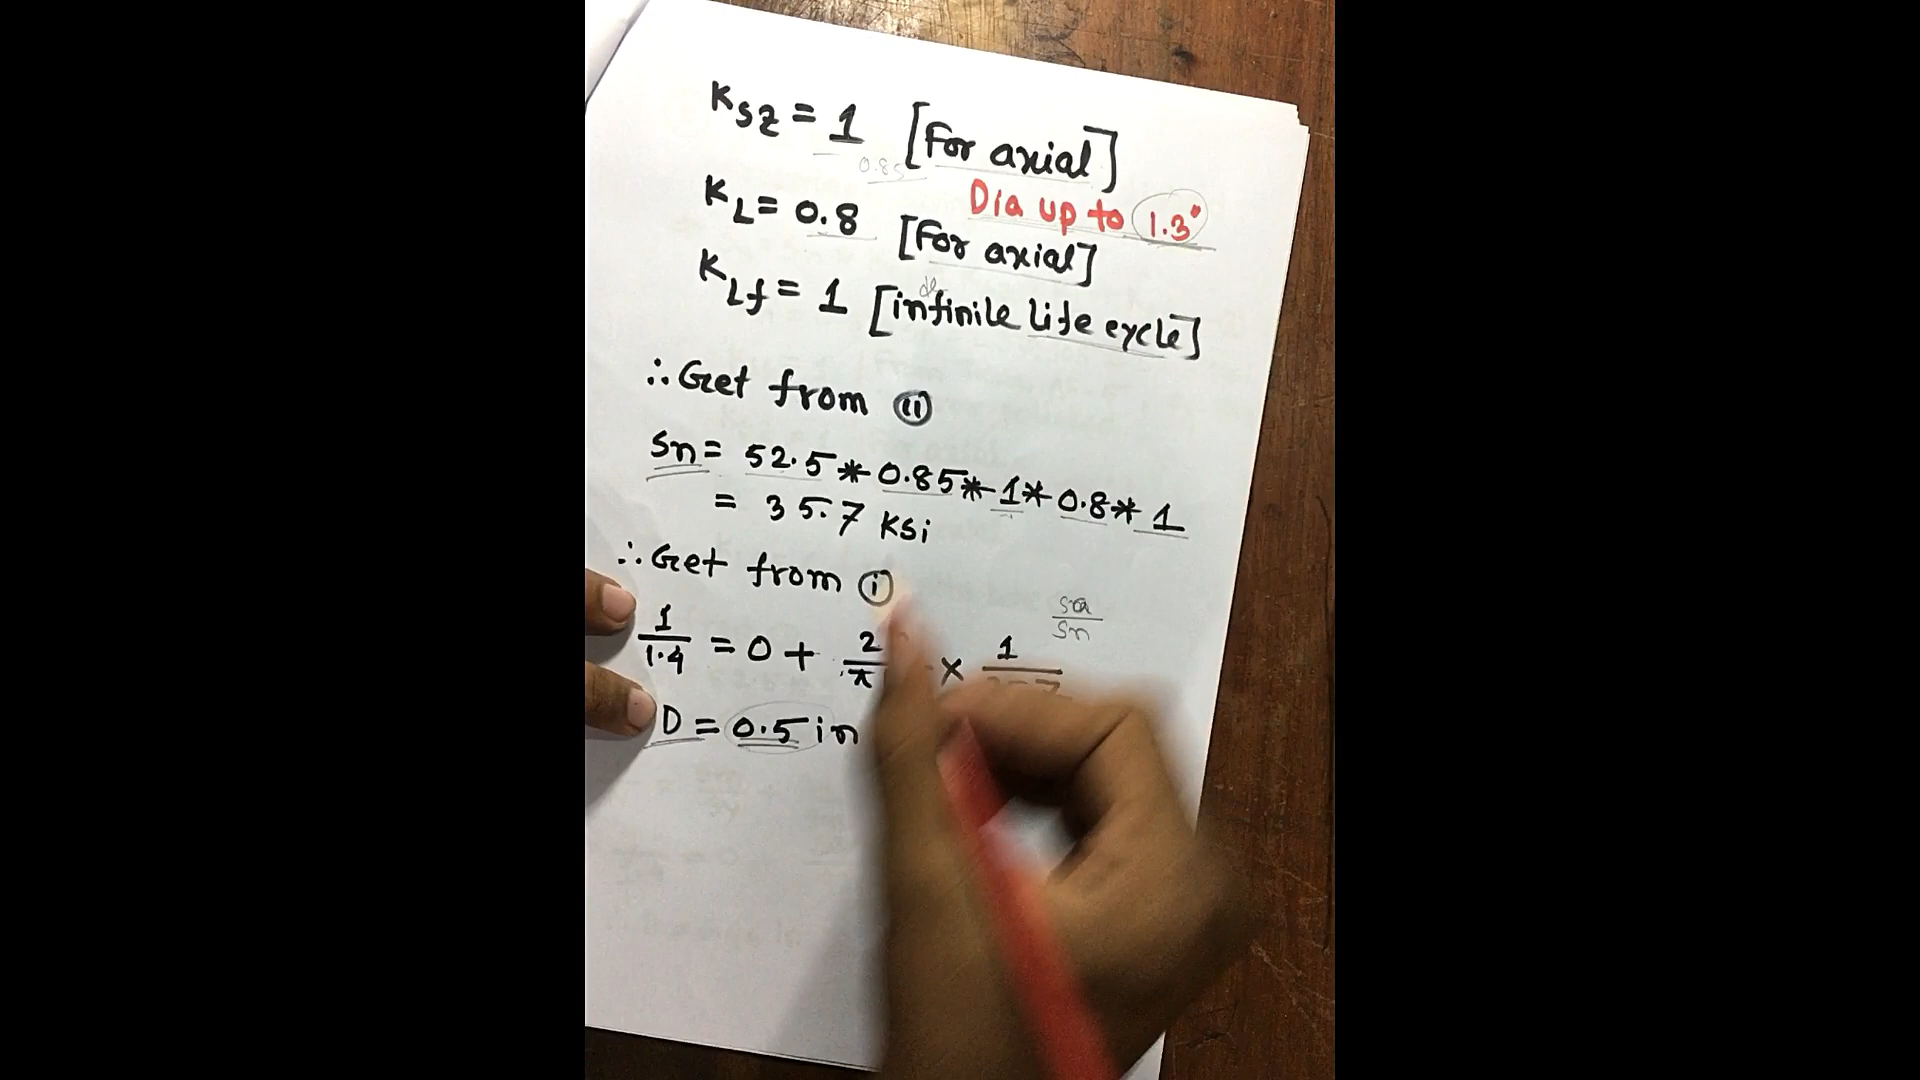 Ksz = 1 [For axial]
0.85
Dia up to 1.3"
KL = 0.8 [For axial]
de
KLf = 1 [infinile life cycle]
∴ Get from ⓘⓘ
Sn = 52.5 * 0.85 * 1 * 0.8 * 1
= 35.7 Ksi
∴ Get from ⓘ
Sa/Sn
1/1.4 = 0 + 2/π × 1/
D = 0.5 in